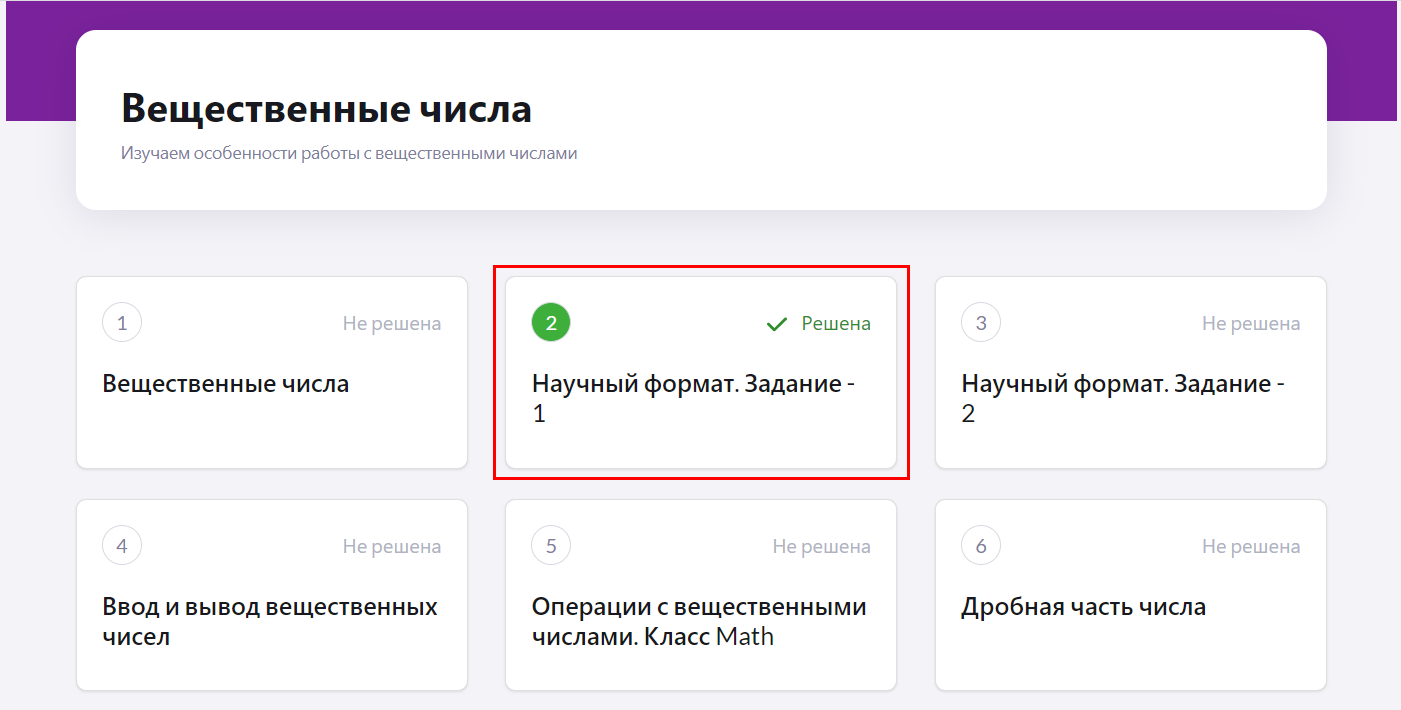 Вещественные числа
Изучаем особенности работы с вещественными числами
1
Не решена
Вещественные числа
2
Решена
Научный формат. Задание -
1
3
Не решена
Научный формат. Задание -
2
4
Не решена
Ввод и вывод вещественных
чисел
5
Не решена
Операции с вещественными
числами. Класс Math
6
Не решена
Дробная часть числа